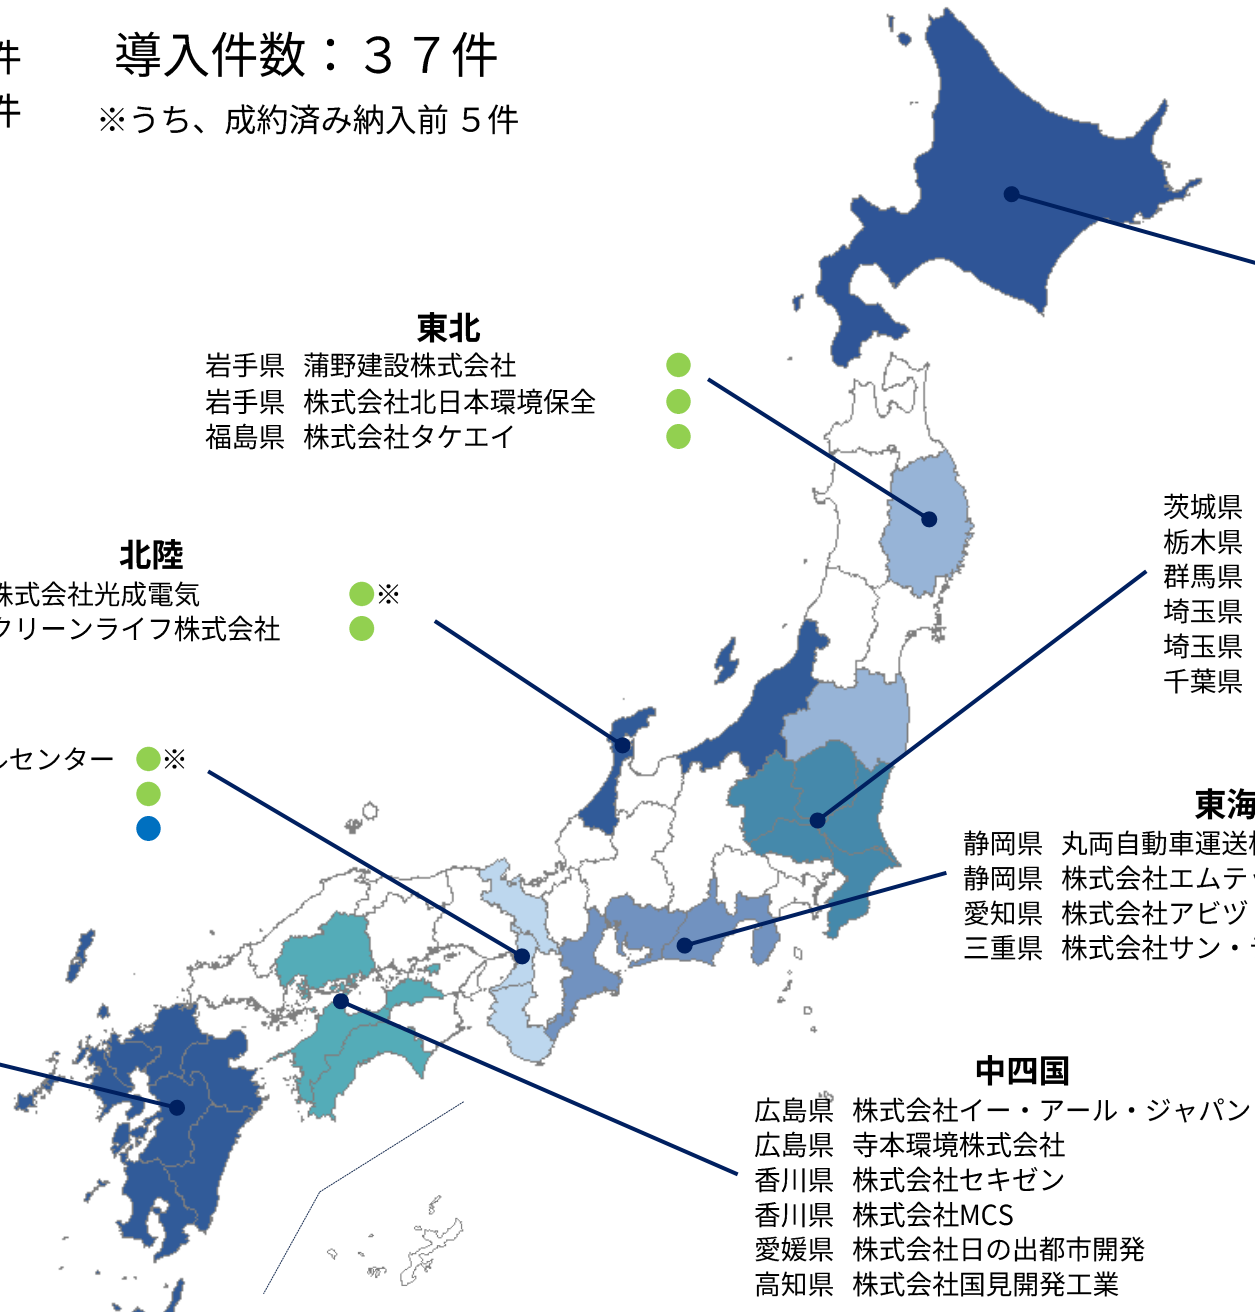 件
件
導入件数：３７件
※うち、成約済み納入前 ５件
東北
岩手県 蒲野建設株式会社
岩手県 株式会社北日本環境保全
福島県 株式会社タケエイ
北陸
株式会社光成電気 ※
クリーンライフ株式会社
ルセンター ※
茨城県
栃木県
群馬県
埼玉県
埼玉県
千葉県
東海
静岡県 丸両自動車運送株
静岡県 株式会社エムテッ
愛知県 株式会社アビヅ
三重県 株式会社サン・
中四国
広島県 株式会社イー・アール・ジャパン
広島県 寺本環境株式会社
香川県 株式会社セキゼン
香川県 株式会社MCS
愛媛県 株式会社日の出都市開発
高知県 株式会社国見開発工業